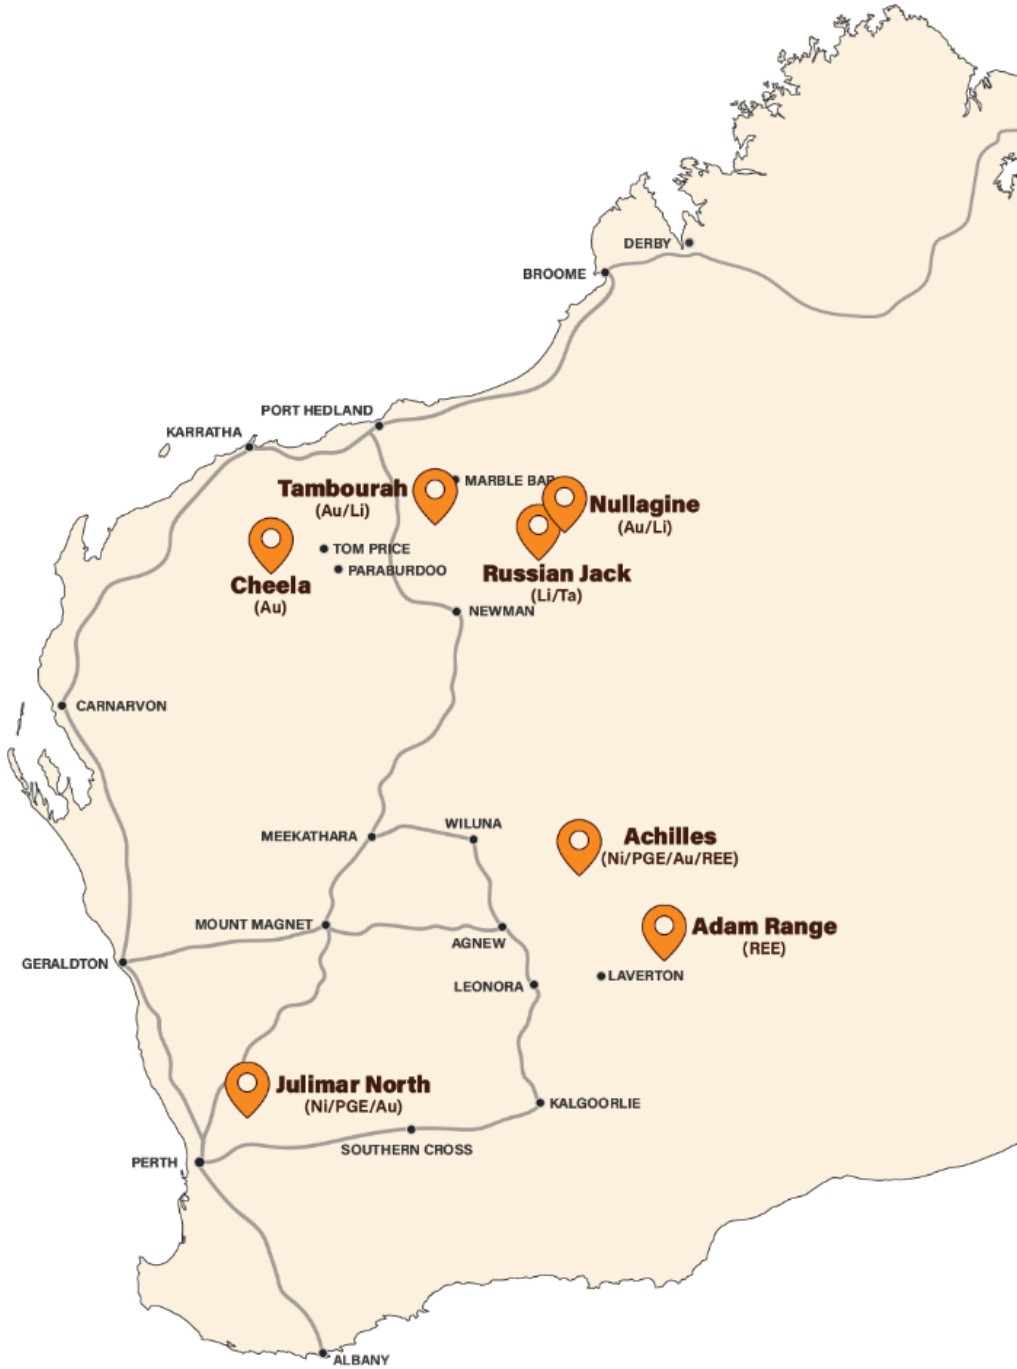 DERBY
BROOME
PORT HEDLAND
KARRATHA
MARBLE BAR
Tambourah
(Au/Li)
Nullagine
(Au/Li)
TOM PRICE
PARABURDOO
Russian Jack
(Li/Ta)
Cheela
(Au)
NEWMAN
CARNARVON
WILUNA
MEEKATHARA
Achilles
(Ni/PGE/Au/REE)
MOUNT MAGNET
Adam Range
(REE)
AGNEW
GERALDTON
LAVERTON
LEONORA
Julimar North
(Ni/PGE/Au)
KALGOORLIE
SOUTHERN CROSS
PERTH
ALBANY